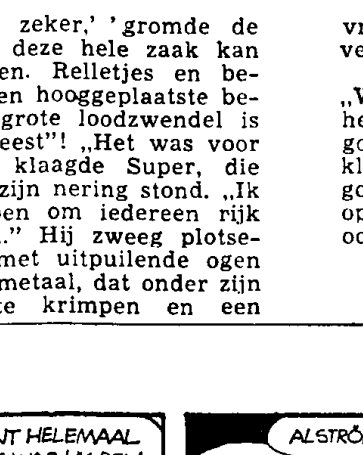 zeker,' 'gromde de
deze hele zaak kan
en. Relletjes en be-
en hooggeplaatste be-
grote loodzwendel is
eest"! „Het was voor
klaagde Super, die
zijn nering stond. „Ik
en om iedereen rijk
." Hij zweeg plotse-
met uitpuilende ogen
metaal, dat onder zijn
te krimpen en een
vr
ve
„V
he
go
kl
go
op
oo
NT HELEMAAL
ALSTRÖ